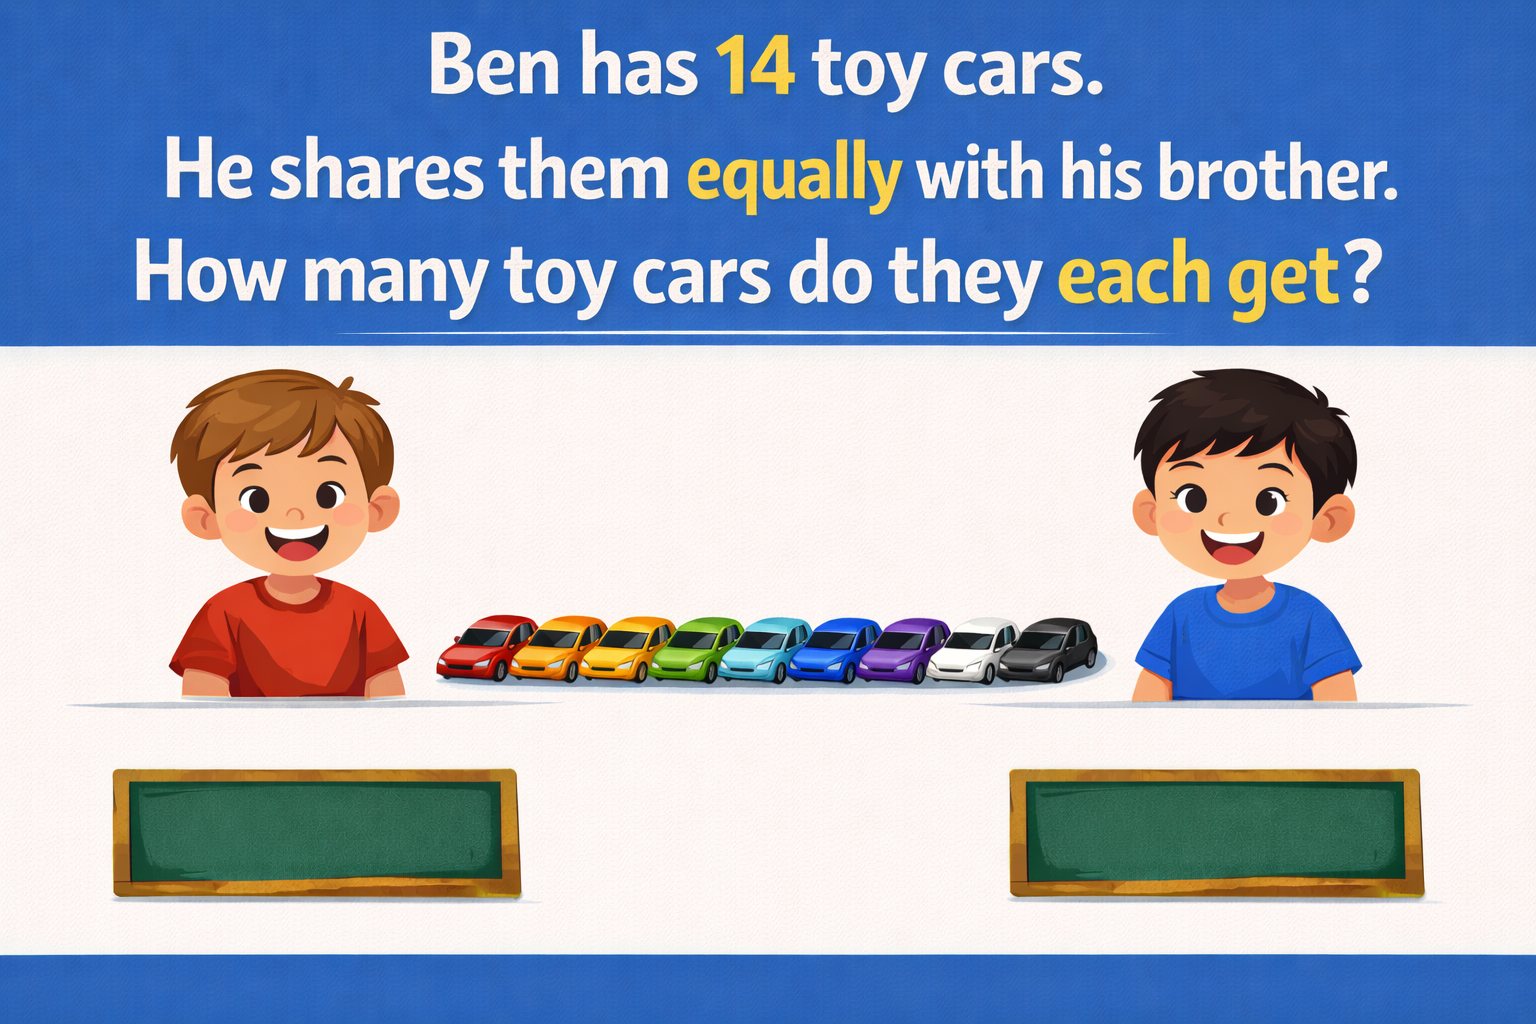 Ben has 14 toy cars.
He shares them equally with his brother.
How many toy cars do they each get?